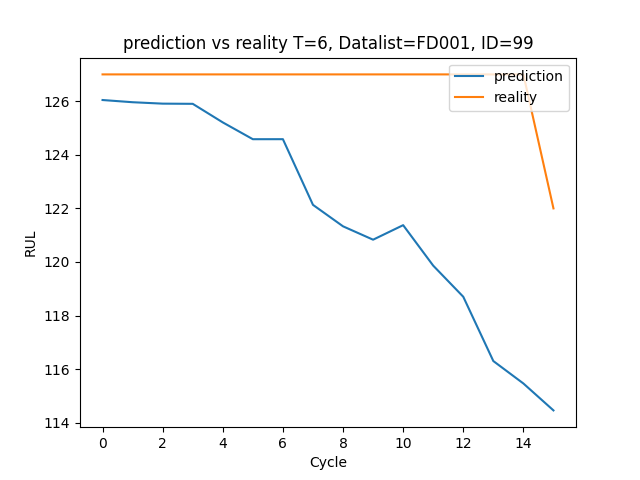 prediction vs reality T=6, Datalist=FD001, ID=99
prediction
reality
RUL
126
124
122
120
118
116
114
0 2 4 6 8 10 12 14
Cycle